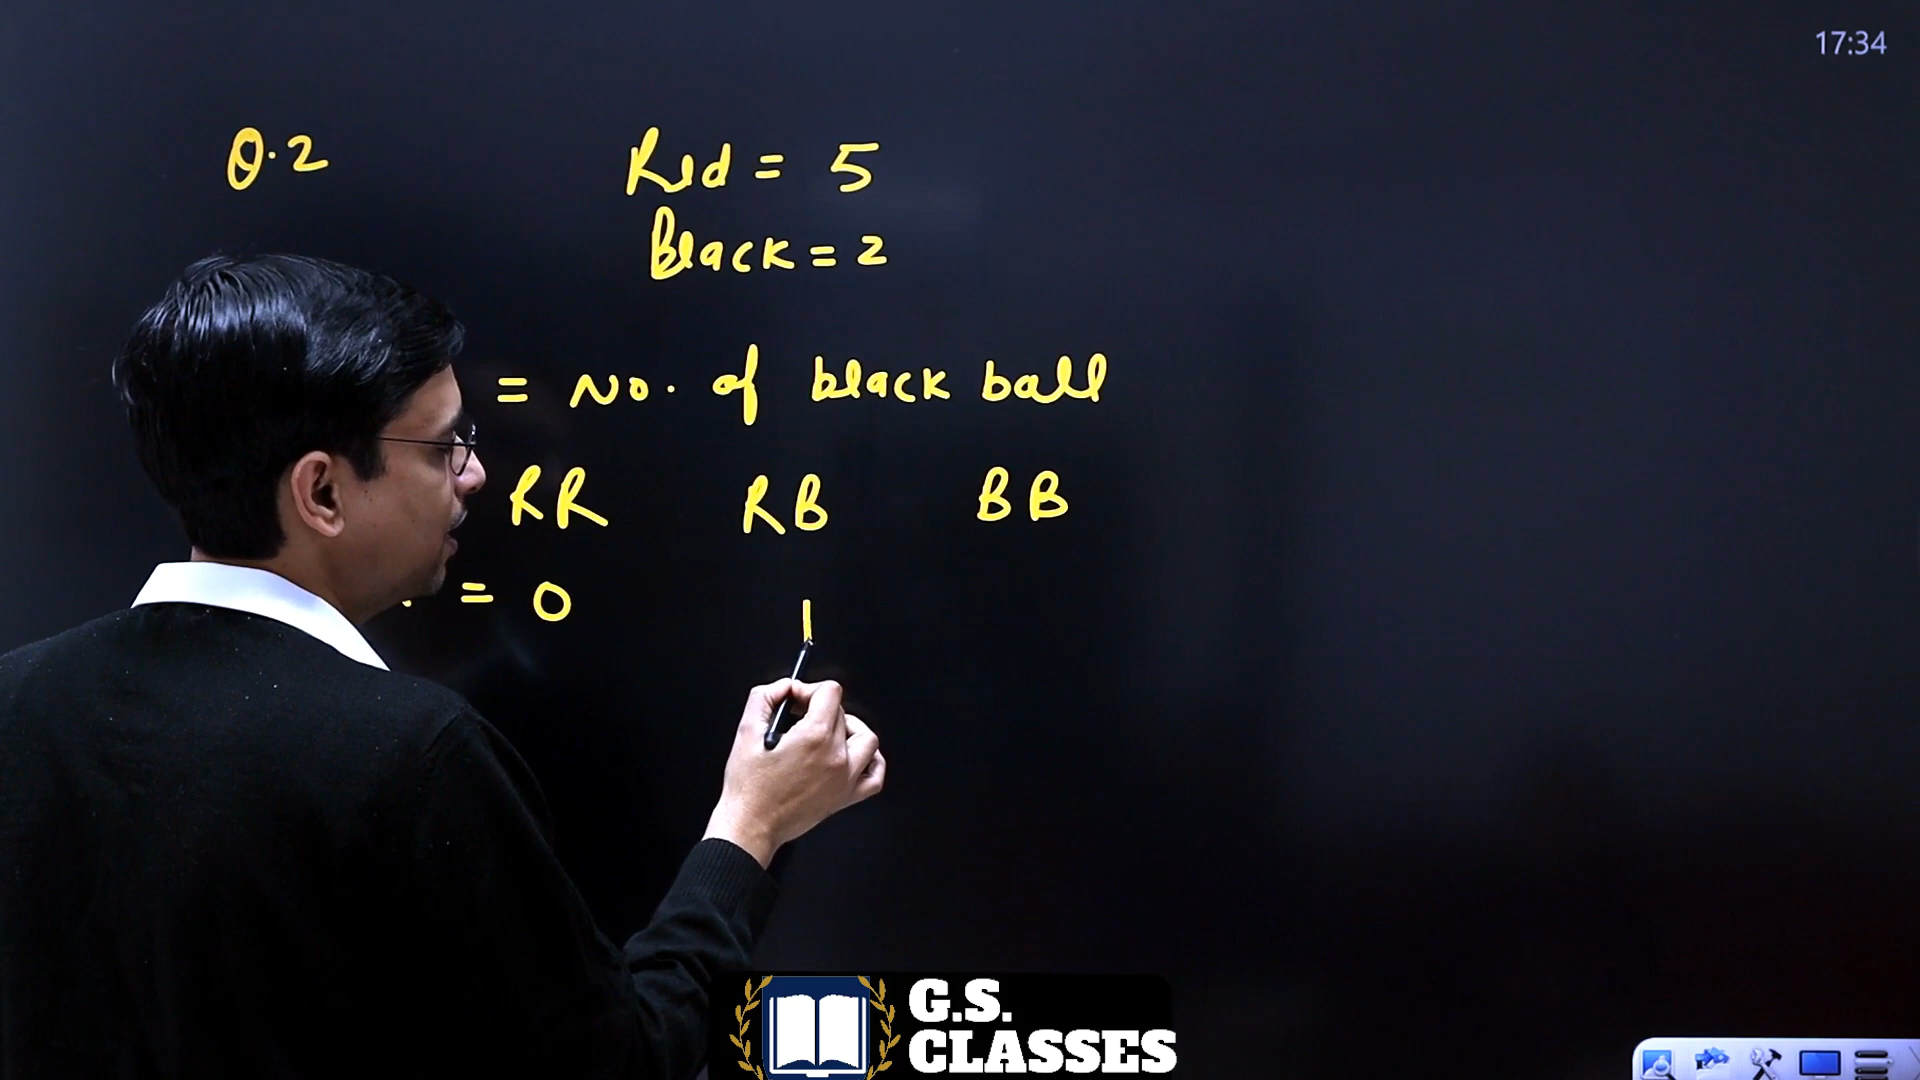 17:34
Q.2
Red = 5
Black = 2
= No. of black ball
RR RB BB
= 0 1
G.S.
CLASSES